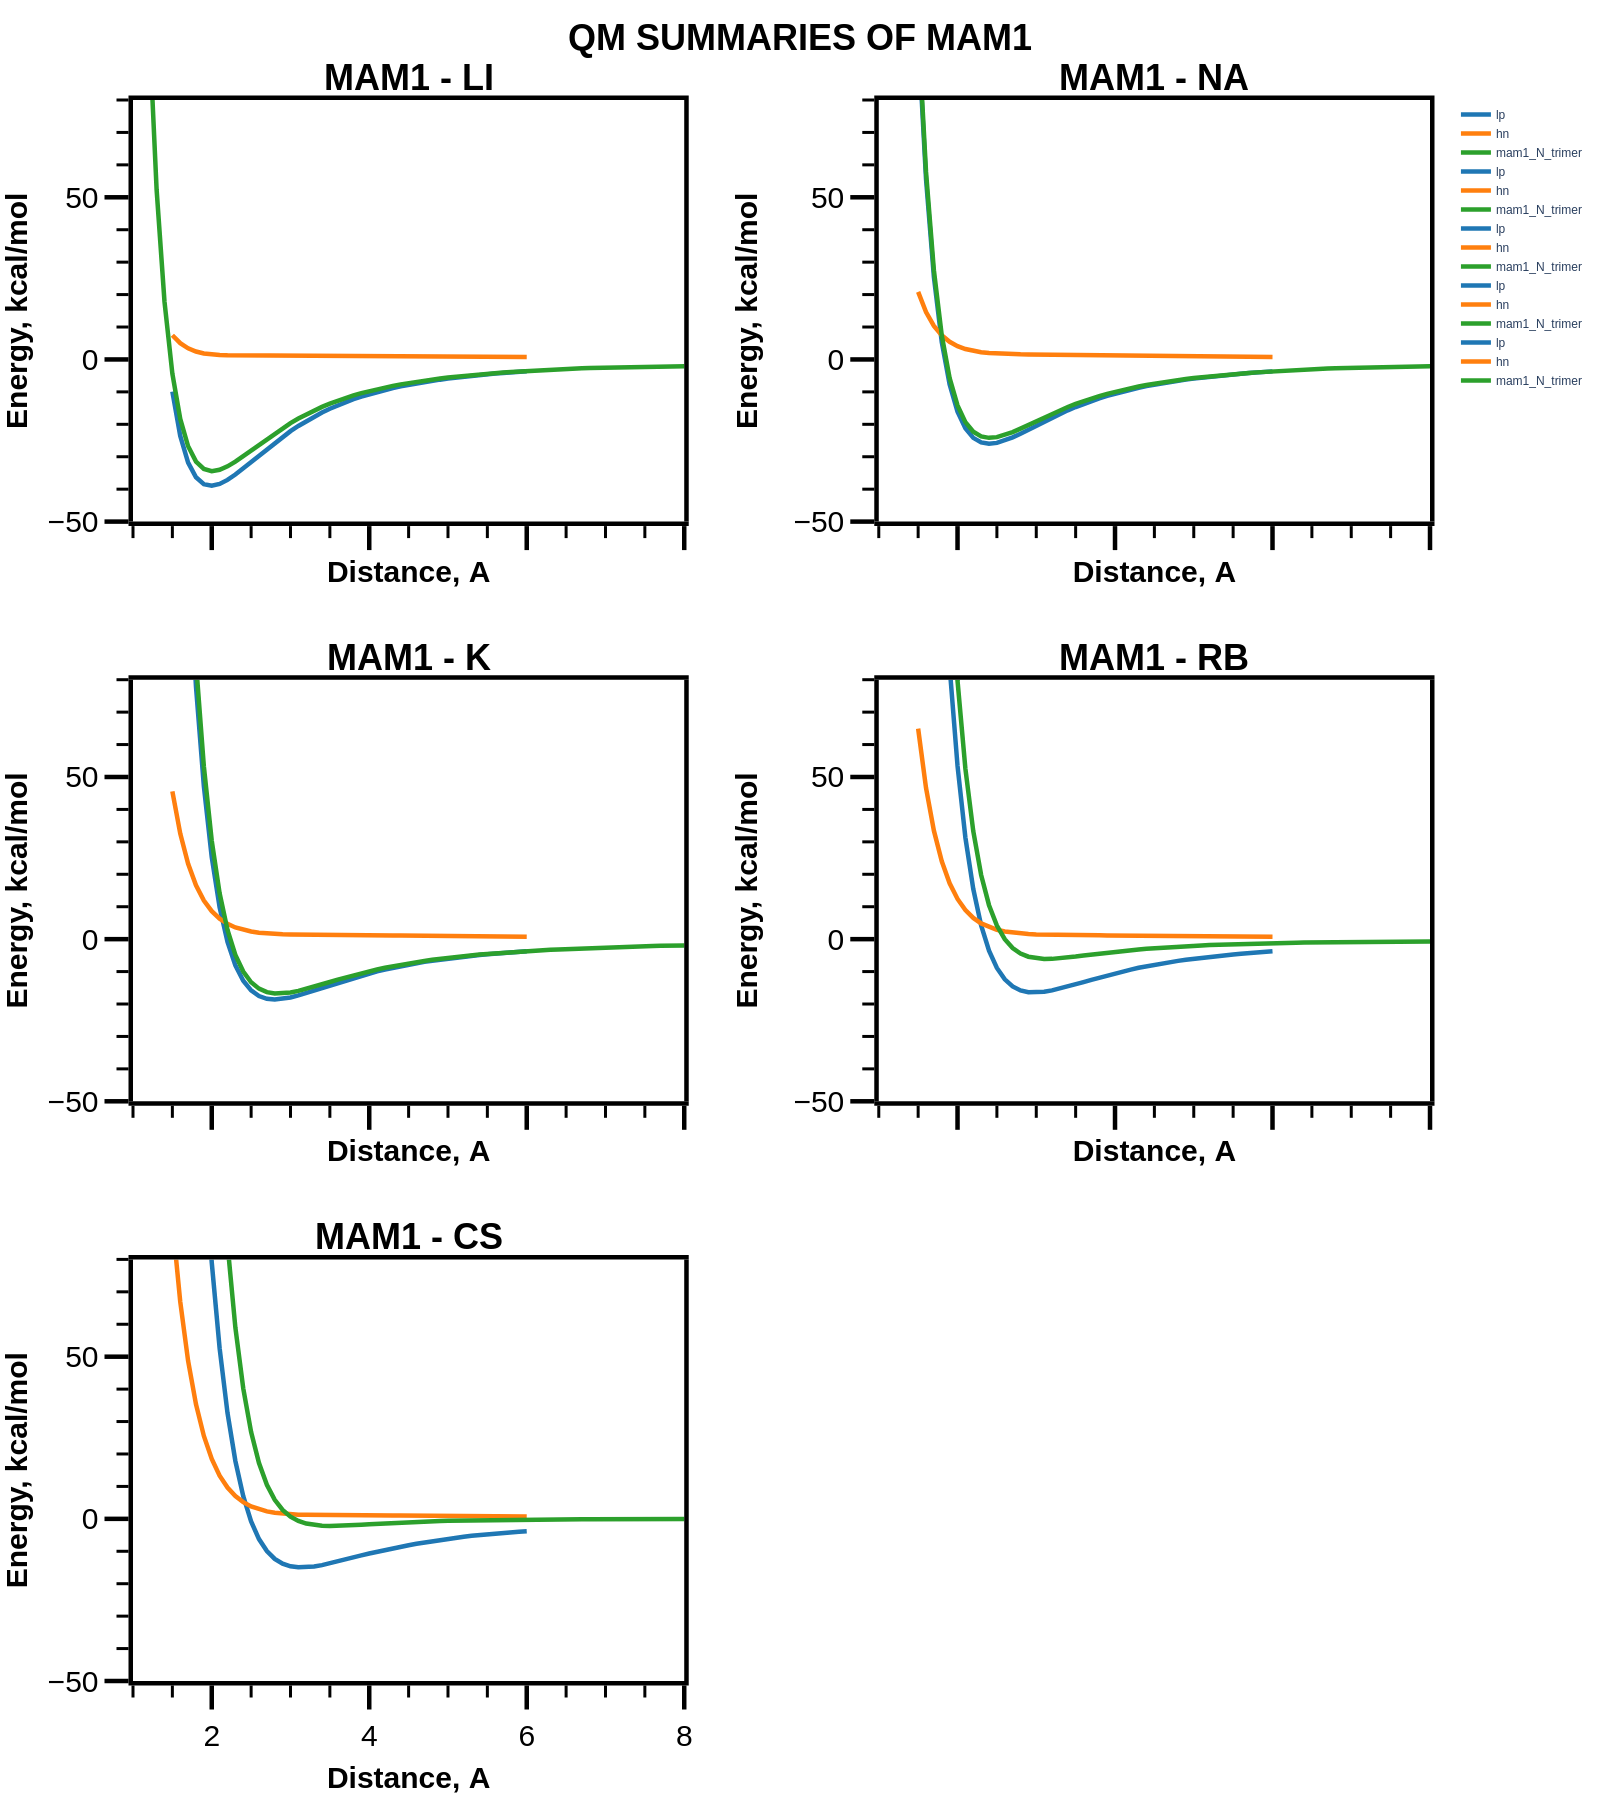 QM SUMMARIES OF MAM1
MAM1 - LI
50
0
−50
Energy, kcal/mol
Distance, A
MAM1 - NA
50
0
−50
Energy, kcal/mol
Distance, A
lp
hn
mam1_N_trimer
lp
hn
mam1_N_trimer
lp
hn
mam1_N_trimer
lp
hn
mam1_N_trimer
lp
hn
mam1_N_trimer
MAM1 - K
50
0
−50
Energy, kcal/mol
Distance, A
MAM1 - RB
50
0
−50
Energy, kcal/mol
Distance, A
MAM1 - CS
50
0
−50
Energy, kcal/mol
2 4 6 8
Distance, A